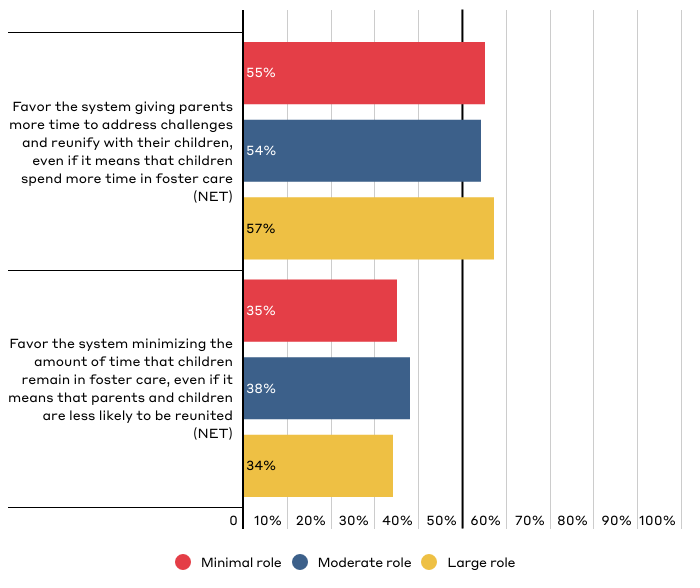 55%
Favor the system giving parents
more time to address challenges
and reunify with their children,
even if it means that children
spend more time in foster care
(NET)
54%
57%
35%
Favor the system minimizing the
amount of time that children
remain in foster care, even if it
means that parents and children
are less likely to be reunited
(NET)
38%
34%
0 10% 20% 30% 40% 50% 60% 70% 80% 90% 100%
Minimal role Moderate role Large role